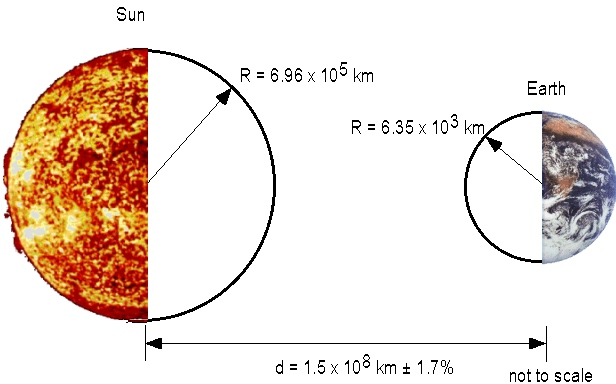 Sun
R = 6.96 x 10⁵ km
Earth
R = 6.35 x 10³ km
d = 1.5 x 10⁸ km ± 1.7%
not to scale